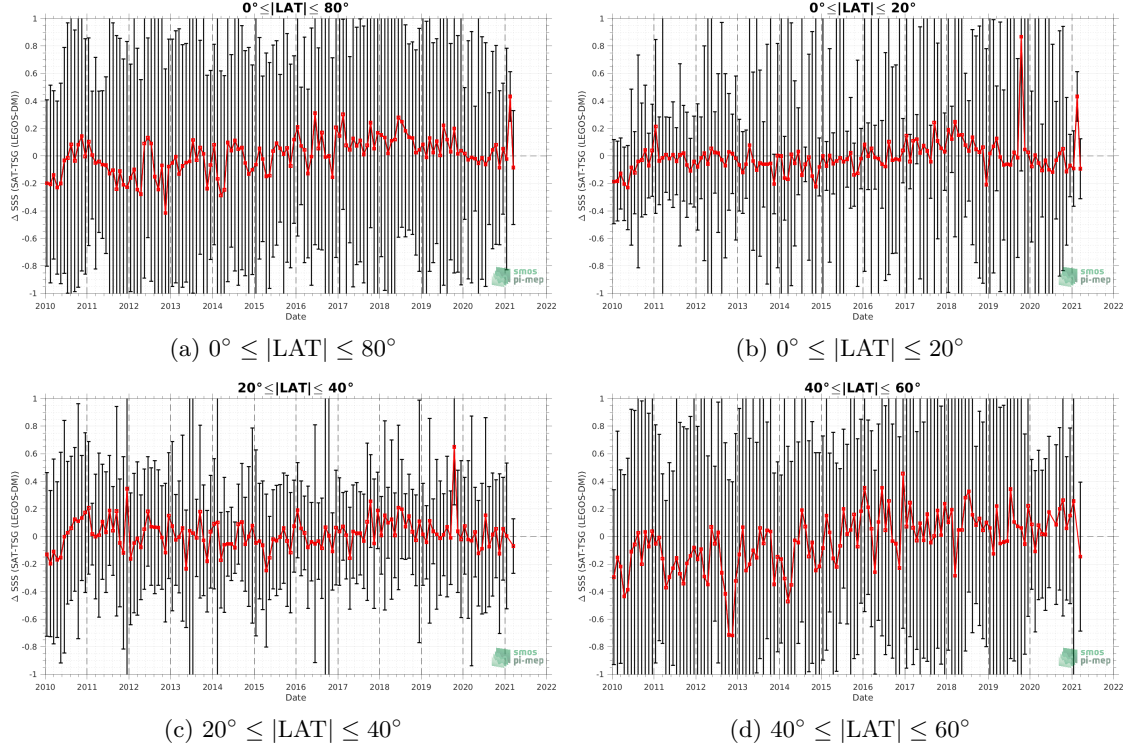 0°≤|LAT|≤ 80°
1
0.8
0.6
0.4
0.2
0
-0.2
-0.4
-0.6
-0.8
-1
Δ SSS (SAT-TSG (LEGOS-DM))
smos
pi-mep
2010 2011 2012 2013 2014 2015 2016 2017 2018 2019 2020 2021 2022
Date
(a) 0° ≤ |LAT| ≤ 80°
0°≤|LAT|≤ 20°
1
0.8
0.6
0.4
0.2
0
-0.2
-0.4
-0.6
-0.8
-1
Δ SSS (SAT-TSG (LEGOS-DM))
smos
pi-mep
2010 2011 2012 2013 2014 2015 2016 2017 2018 2019 2020 2021 2022
Date
(b) 0° ≤ |LAT| ≤ 20°
20°≤|LAT|≤ 40°
1
0.8
0.6
0.4
0.2
0
-0.2
-0.4
-0.6
-0.8
-1
Δ SSS (SAT-TSG (LEGOS-DM))
smos
pi-mep
2010 2011 2012 2013 2014 2015 2016 2017 2018 2019 2020 2021 2022
Date
(c) 20° ≤ |LAT| ≤ 40°
40°≤|LAT|≤ 60°
1
0.8
0.6
0.4
0.2
0
-0.2
-0.4
-0.6
-0.8
-1
Δ SSS (SAT-TSG (LEGOS-DM))
smos
pi-mep
2010 2011 2012 2013 2014 2015 2016 2017 2018 2019 2020 2021 2022
Date
(d) 40° ≤ |LAT| ≤ 60°